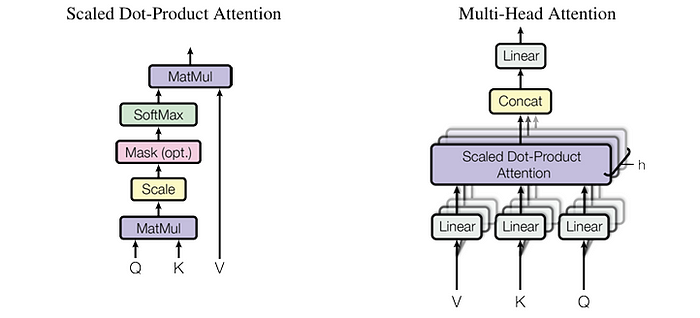 Scaled Dot-Product Attention
MatMul
SoftMax
Mask (opt.)
Scale
MatMul
Q K V
Multi-Head Attention
Linear
Concat
Scaled Dot-Product
Attention
h
Linear Linear Linear
V K Q